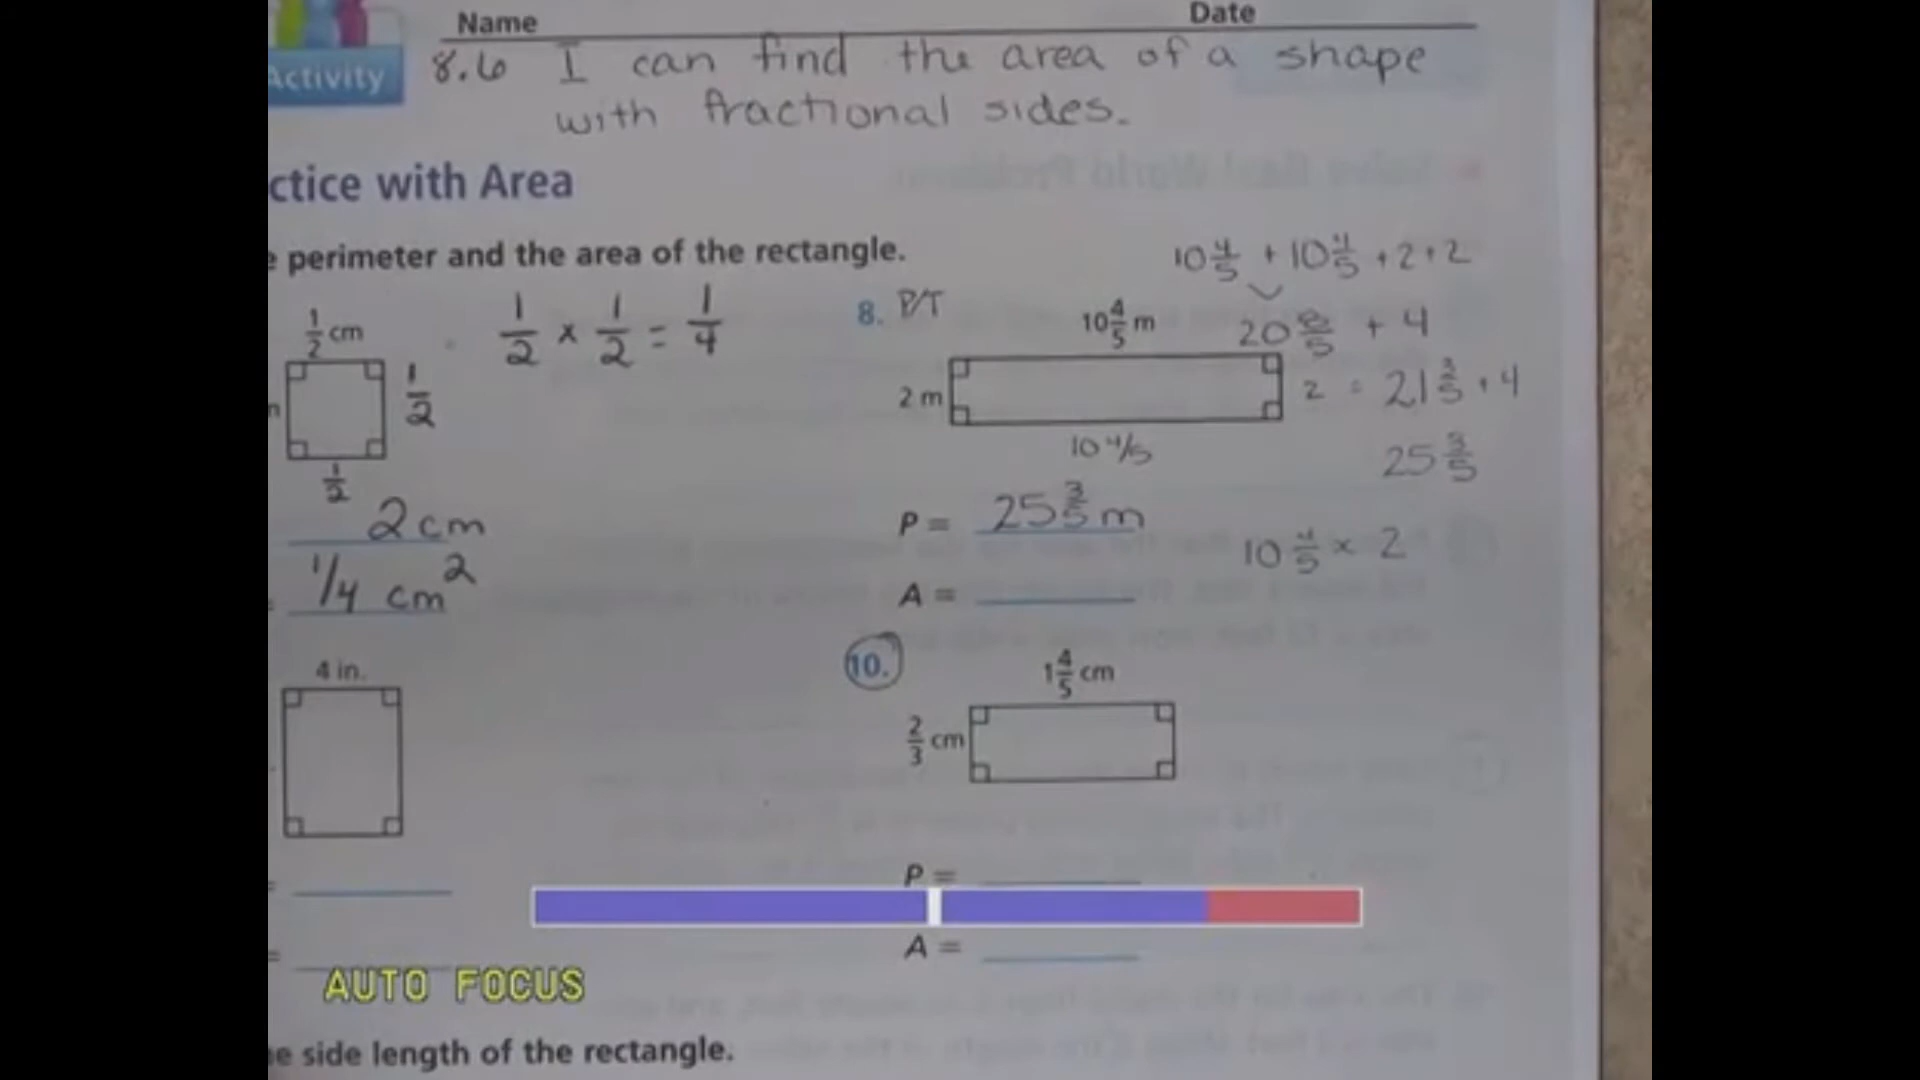 Name Date
Activity
8.6 I can find the area of a shape
with fractional sides.
ctice with Area
e perimeter and the area of the rectangle.
1/2 cm
1/2 x 1/2 = 1/4
1/2
1/2
2 cm
1/4 cm²
8. P/T
10 4/5 + 10 4/5 + 2 + 2
10 4/5 m
20 8/5 + 4
2 m
2 = 21 3/5 + 4
10 4/5
25 3/5
P = 25 3/5 m
10 4/5 x 2
A =
4 in.
10.
1 4/5 cm
2/3 cm
P =
A =
AUTO FOCUS
e side length of the rectangle.